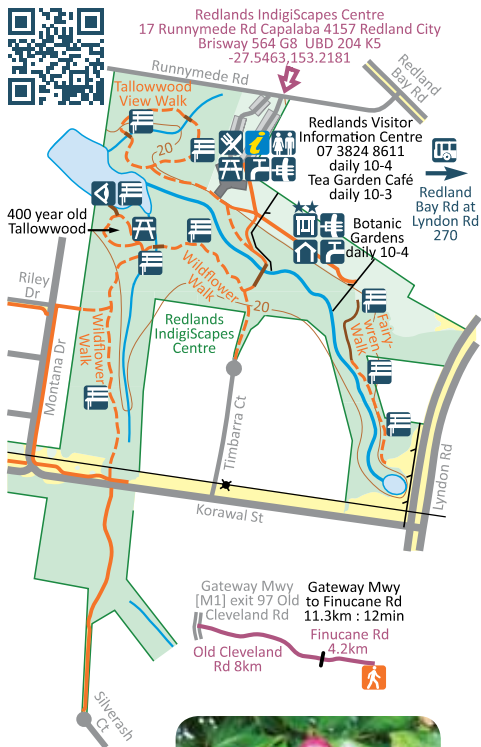 Redlands IndigiScapes Centre
17 Runnymede Rd Capalaba 4157 Redland City
Brisway 564 G8 UBD 204 K5
-27.5463,153.2181
Runnymede Rd
Redland
Bay Rd
Tallowwood
View Walk
20
Redlands Visitor
Information Centre
07 3824 8611
daily 10-4
Tea Garden Café
daily 10-3
i
Redland
Bay Rd at
Lyndon Rd
270
400 year old
Tallowwood
Botanic
Gardens
daily 10-4
Riley
Dr
Wildflower
Walk
20
Redlands
IndigiScapes
Centre
Fairy-
wren
Walk
Wildflower
Walk
Montana Dr
Timbarra Ct
Lyndon Rd
Korawal St
Gateway Mwy
[M1] exit 97 Old
Cleveland Rd
Gateway Mwy
to Finucane Rd
11.3km : 12min
Finucane Rd
4.2km
Old Cleveland
Rd 8km
Silverash
Ct